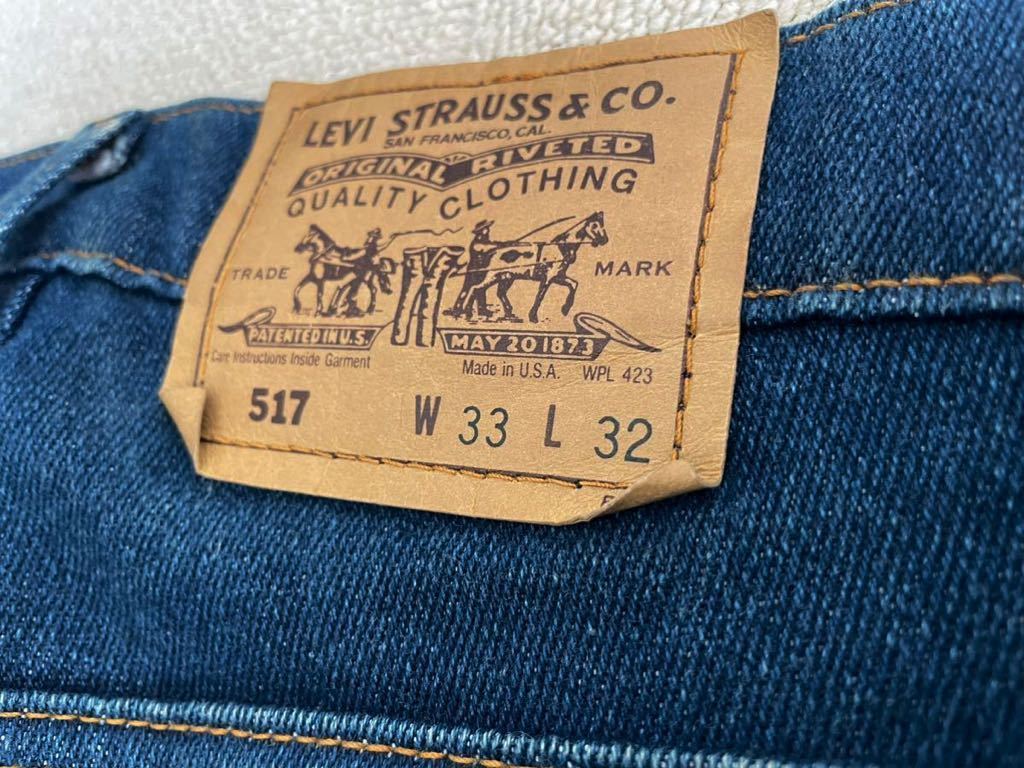 LEVI STRAUSS & CO.
SAN FRANCISCO, CAL.
ORIGINAL RIVETED
QUALITY CLOTHING
TRADE MARK
PATENTED IN U.S. MAY 20 1873
Care Instructions Inside Garment
Made in U.S.A. WPL 423
517 W 33 L 32